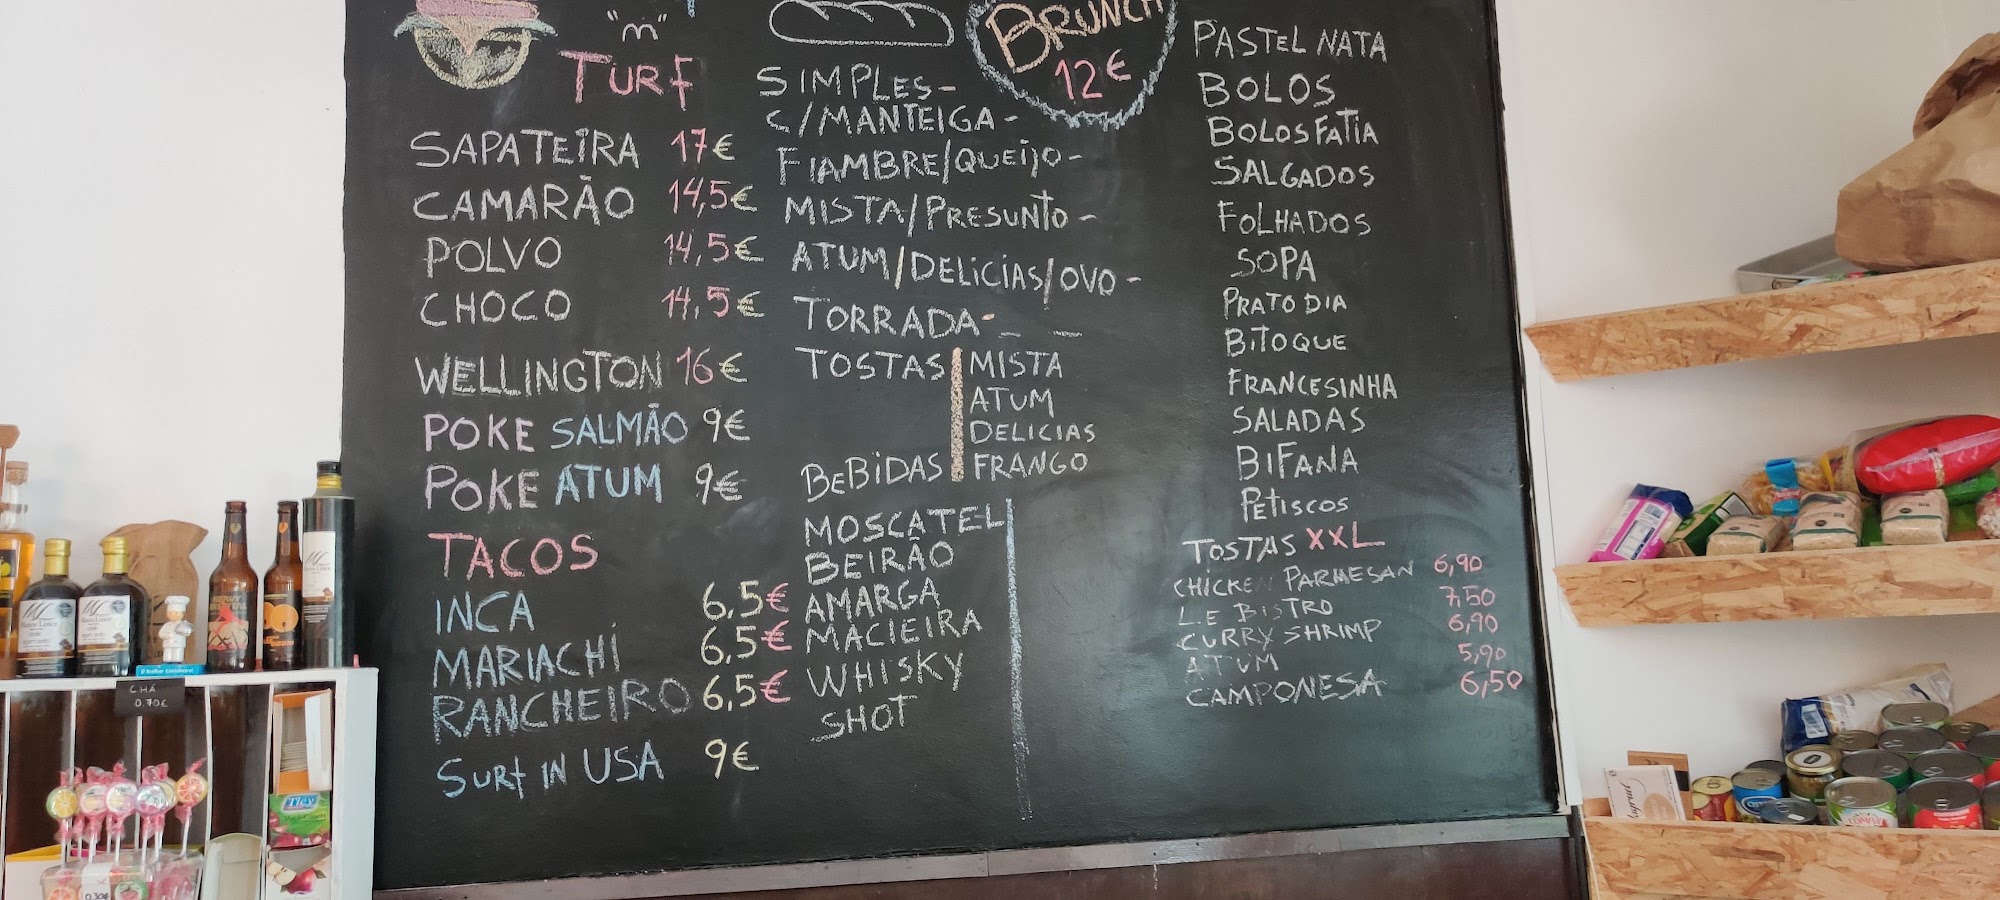 "m"
TURF
SAPATEIRA 17€
CAMARÃO 14,5€
POLVO 14,5€
CHOCO 14,5€
WELLINGTON 16€
POKE SALMÃO 9€
POKE ATUM 9€
TACOS
INCA 6,5€
MARIACHI 6,5€
RANCHEIRO 6,5€
SURF IN USA 9€
SIMPLES-
C/MANTEIGA-
FIAMBRE/QUEIJO-
MISTA/PRESUNTO-
ATUM/DELICIAS/OVO-
TORRADA-
TOSTAS MISTA
ATUM
DELICIAS
FRANGO
BEBIDAS
MOSCATEL
BEIRÃO
AMARGA
MACIEIRA
WHISKY
SHOT
BRUNCH
12€
PASTEL NATA
BOLOS
BOLOS FATIA
SALGADOS
FOLHADOS
SOPA
PRATO DIA
BITOQUE
FRANCESINHA
SALADAS
BIFANA
PETISCOS
TOSTAS XXL
CHICKEN PARMESAN 6,90
L.E BISTRO 7,50
CURRY SHRIMP 6,90
ATUM 5,90
CAMPONESA 6,50
CHÁ
0,70€
0,30€